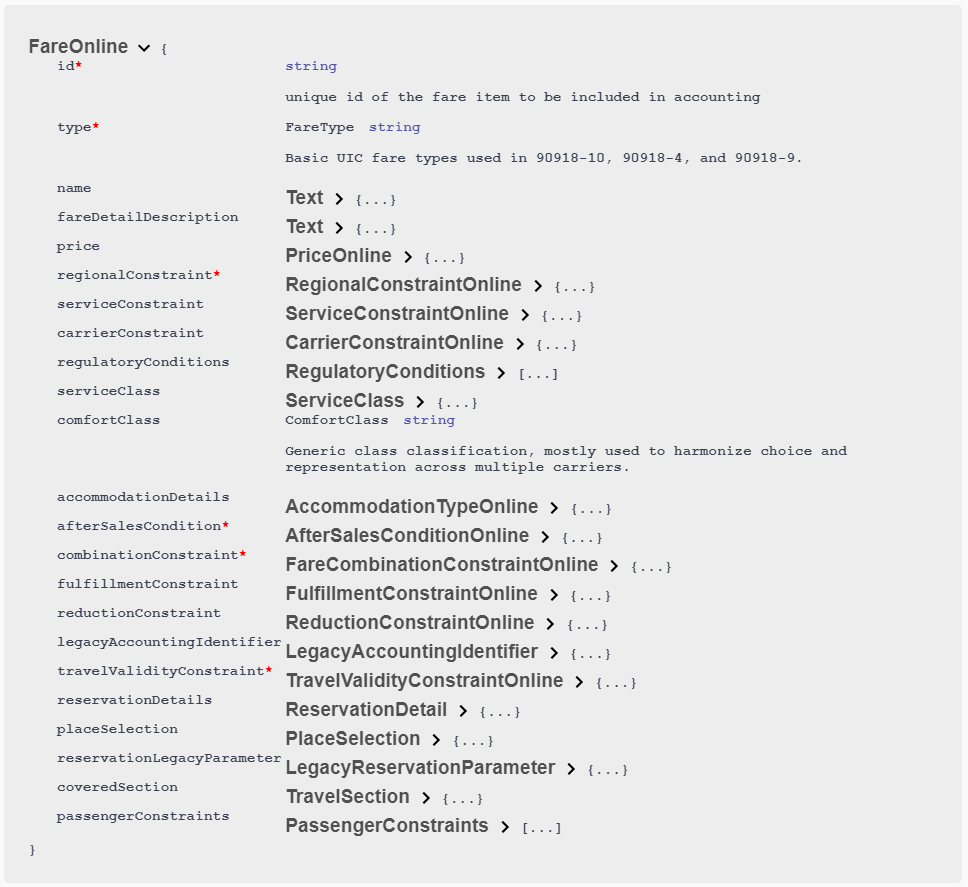 FareOnline {
id* string
unique id of the fare item to be included in accounting
type* FareType string
Basic UIC fare types used in 90918-10, 90918-4, and 90918-9.
name Text > {...}
fareDetailDescription Text > {...}
price PriceOnline > {...}
regionalConstraint* RegionalConstraintOnline > {...}
serviceConstraint ServiceConstraintOnline > {...}
carrierConstraint CarrierConstraintOnline > {...}
regulatoryConditions RegulatoryConditions > [...]
serviceClass ServiceClass > {...}
comfortClass ComfortClass string
Generic class classification, mostly used to harmonize choice and
representation across multiple carriers.
accommodationDetails AccommodationTypeOnline > {...}
afterSalesCondition* AfterSalesConditionOnline > {...}
combinationConstraint* FareCombinationConstraintOnline > {...}
fulfillmentConstraint FulfillmentConstraintOnline > {...}
reductionConstraint ReductionConstraintOnline > {...}
legacyAccountingIdentifier LegacyAccountingIdentifier > {...}
travelValidityConstraint* TravelValidityConstraintOnline > {...}
reservationDetails ReservationDetail > {...}
placeSelection PlaceSelection > {...}
reservationLegacyParameter LegacyReservationParameter > {...}
coveredSection TravelSection > {...}
passengerConstraints PassengerConstraints > [...]
}